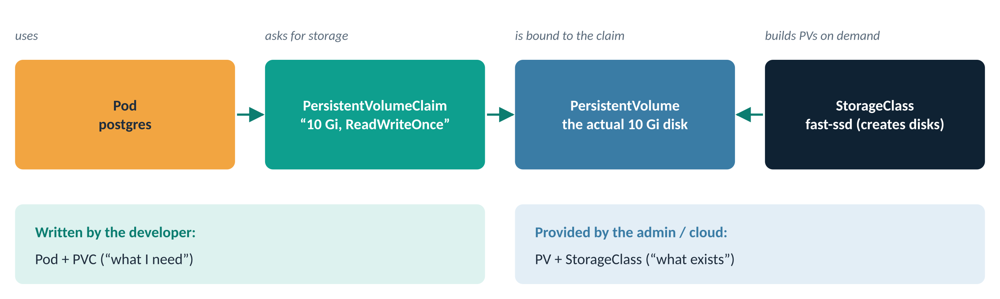 uses
asks for storage
is bound to the claim
builds PVs on demand
Pod
postgres
PersistentVolumeClaim
“10 Gi, ReadWriteOnce”
PersistentVolume
the actual 10 Gi disk
StorageClass
fast-ssd (creates disks)
Written by the developer:
Pod + PVC (“what I need”)
Provided by the admin / cloud:
PV + StorageClass (“what exists”)